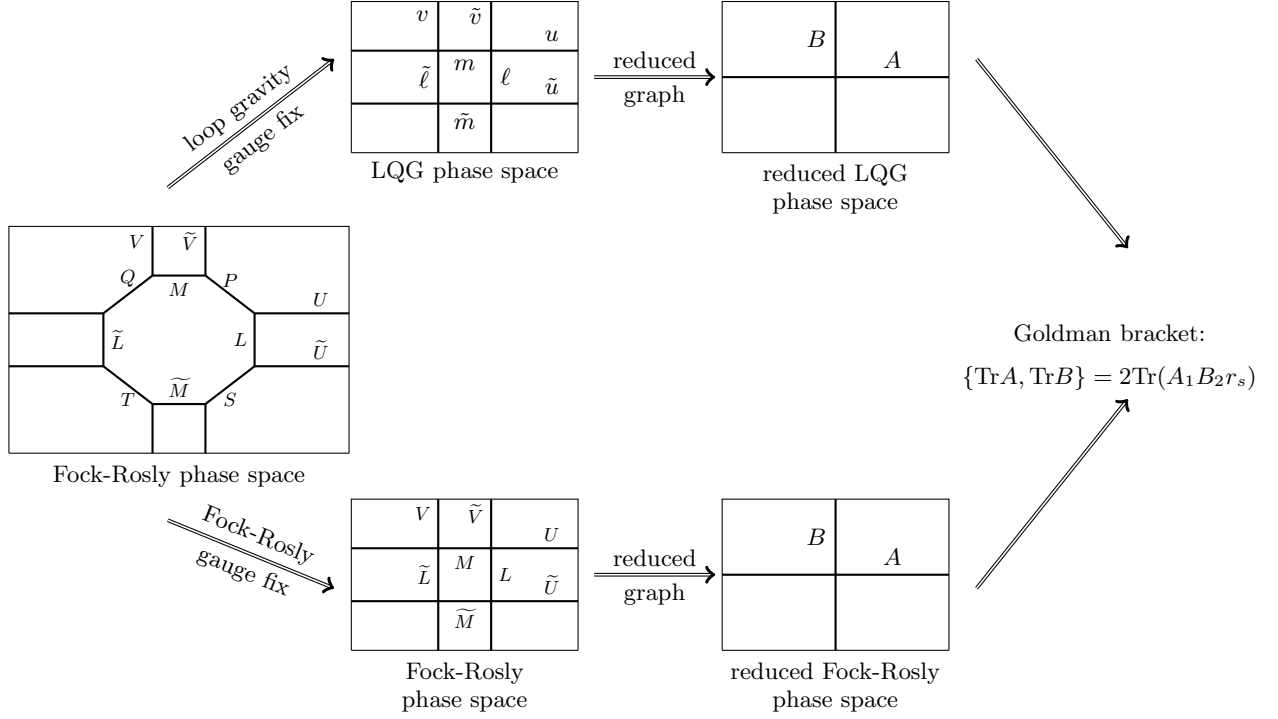 v ṽ
u
m
ℓ̃ ℓ ũ
m̃
LQG phase space
loop gravity
gauge fix
reduced
graph
B
A
reduced LQG
phase space
V Ṽ
Q P
M
U
L̃ L Ũ
M̃
T S
Fock-Rosly phase space
Goldman bracket:
{TrA, TrB} = 2Tr(A₁B₂rₛ)
Fock-Rosly
gauge fix
V Ṽ
U
M
L̃ L Ũ
M̃
Fock-Rosly
phase space
reduced
graph
B
A
reduced Fock-Rosly
phase space